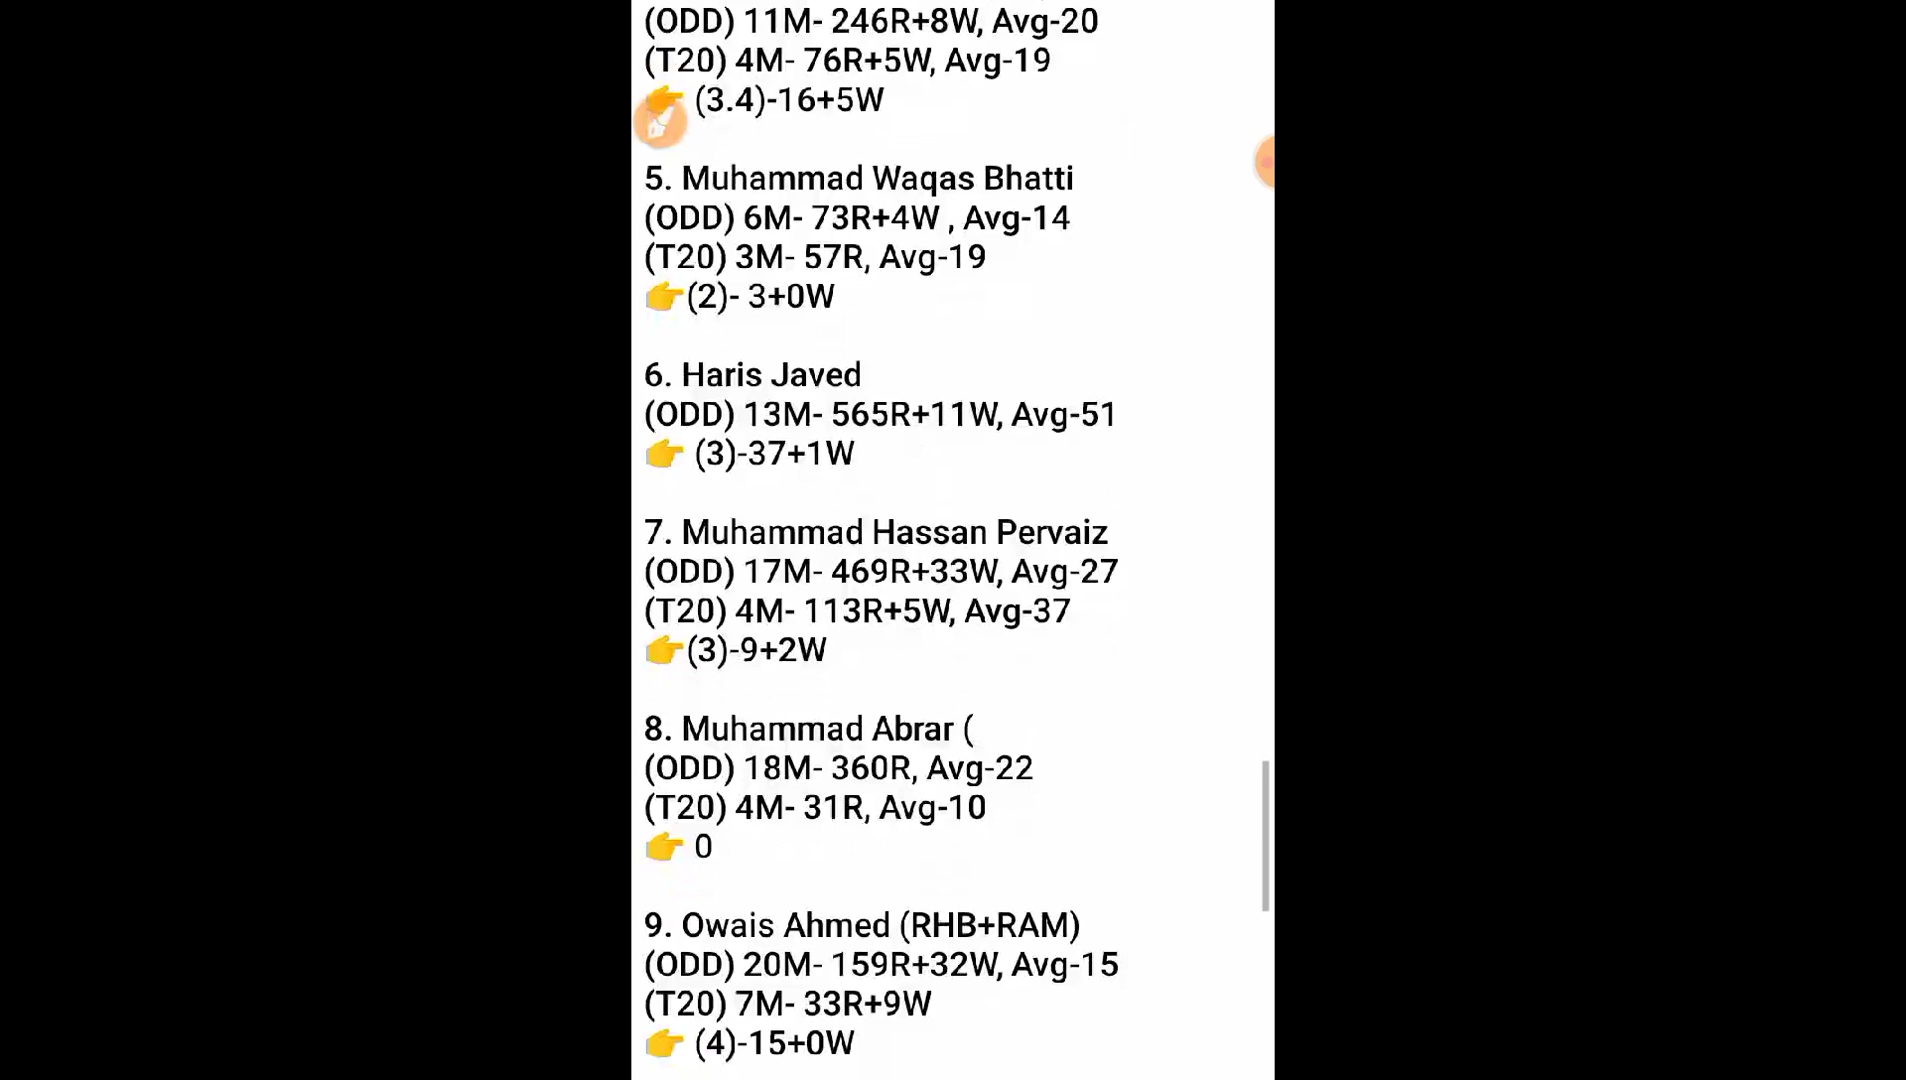 (ODD) 11M- 246R+8W, Avg-20
(T20) 4M- 76R+5W, Avg-19
👉 (3.4)-16+5W
5. Muhammad Waqas Bhatti
(ODD) 6M- 73R+4W , Avg-14
(T20) 3M- 57R, Avg-19
👉(2)- 3+0W
6. Haris Javed
(ODD) 13M- 565R+11W, Avg-51
👉 (3)-37+1W
7. Muhammad Hassan Pervaiz
(ODD) 17M- 469R+33W, Avg-27
(T20) 4M- 113R+5W, Avg-37
👉(3)-9+2W
8. Muhammad Abrar (
(ODD) 18M- 360R, Avg-22
(T20) 4M- 31R, Avg-10
👉 0
9. Owais Ahmed (RHB+RAM)
(ODD) 20M- 159R+32W, Avg-15
(T20) 7M- 33R+9W
👉 (4)-15+0W